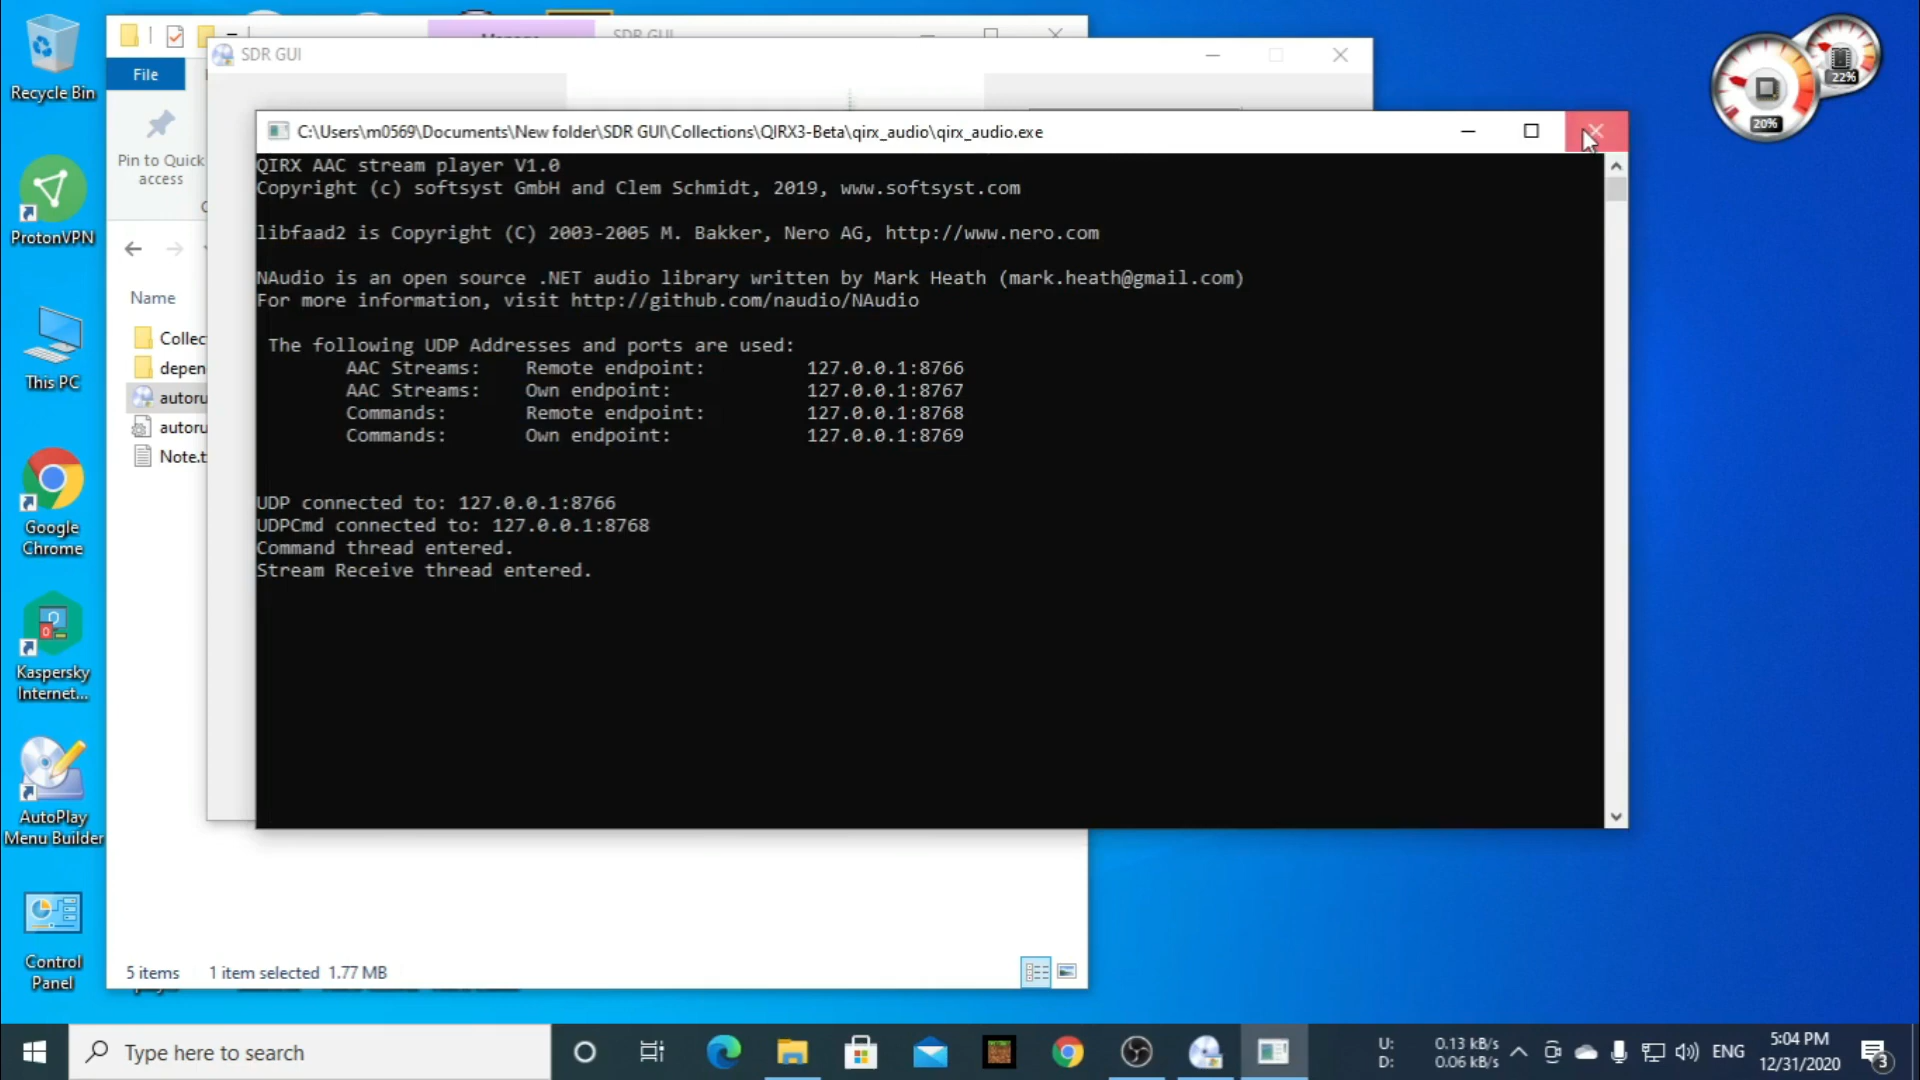 Recycle Bin
ProtonVPN
This PC
Google
Chrome
Kaspersky
Internet...
AutoPlay
Menu Builder
Control
Panel
SDR GUI
File
Pin to Quick
access
Name
Collec
depen
autoru
autoru
Note.t
5 items 1 item selected 1.77 MB
SDR GUI
C:\Users\m0569\Documents\New folder\SDR GUI\Collections\QIRX3-Beta\qirx_audio\qirx_audio.exe
QIRX AAC stream player V1.0
Copyright (c) softsyst GmbH and Clem Schmidt, 2019, www.softsyst.com
libfaad2 is Copyright (C) 2003-2005 M. Bakker, Nero AG, http://www.nero.com
NAudio is an open source .NET audio library written by Mark Heath (mark.heath@gmail.com)
For more information, visit http://github.com/naudio/NAudio
The following UDP Addresses and ports are used:
AAC Streams: Remote endpoint: 127.0.0.1:8766
AAC Streams: Own endpoint: 127.0.0.1:8767
Commands: Remote endpoint: 127.0.0.1:8768
Commands: Own endpoint: 127.0.0.1:8769
UDP connected to: 127.0.0.1:8766
UDPCmd connected to: 127.0.0.1:8768
Command thread entered.
Stream Receive thread entered.
22%
20%
Type here to search
U: 0.13 kB/s
D: 0.06 kB/s
ENG
5:04 PM
12/31/2020
3